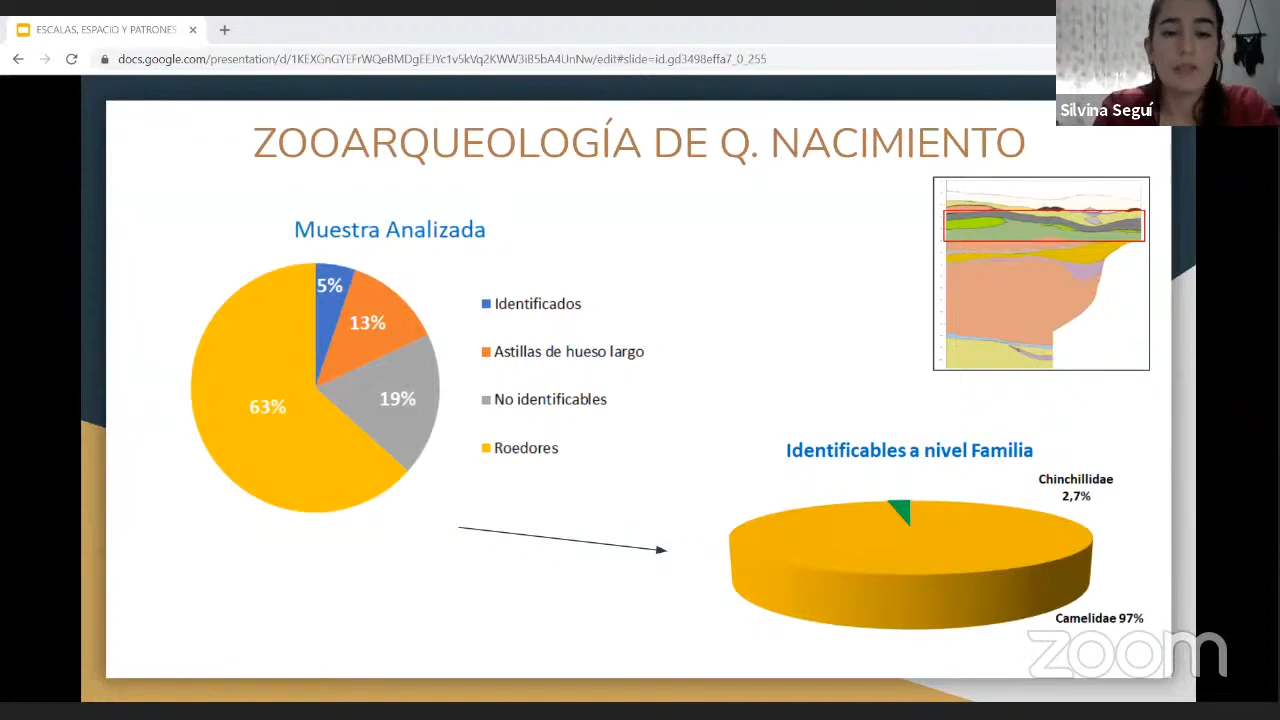 ESCALAS, ESPACIO Y PATRONES
docs.google.com/presentation/d/1KEXGnGYEFrWQeBMDgEEJYc1v5kVq2KWW3iB5bA4UnNw/edit#slide=id.gd3498effa7_0_255
Silvina Seguí
ZOOARQUEOLOGÍA DE Q. NACIMIENTO
Muestra Analizada
5%
13%
19%
63%
Identificados
Astillas de hueso largo
No identificables
Roedores
Identificables a nivel Familia
Chinchillidae
2,7%
Camelidae 97%
zoom